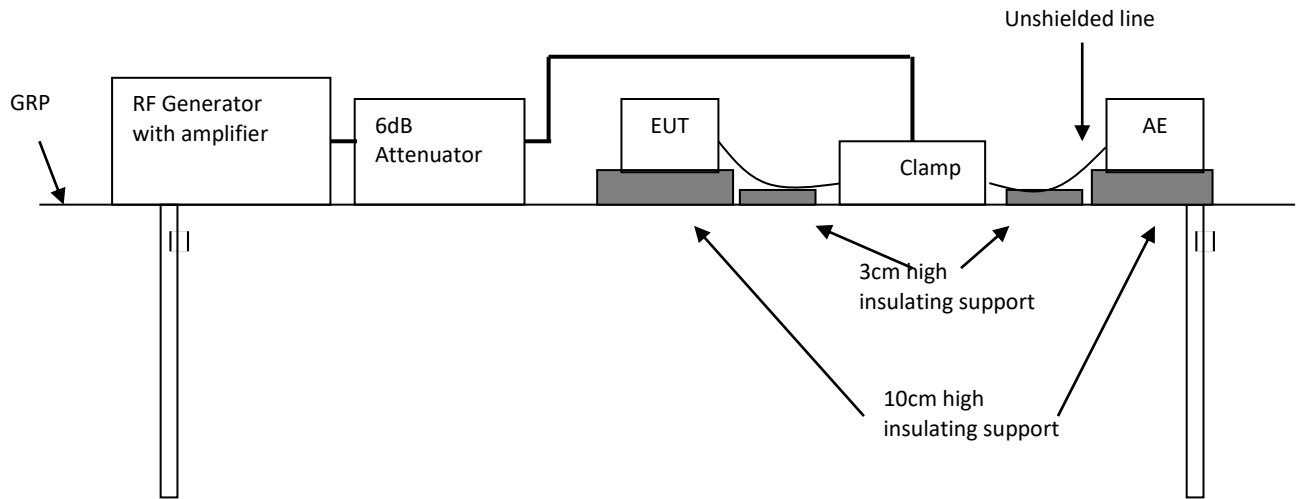 Unshielded line
GRP
RF Generator
with amplifier
6dB
Attenuator
EUT
Clamp
AE
3cm high
insulating support
10cm high
insulating support